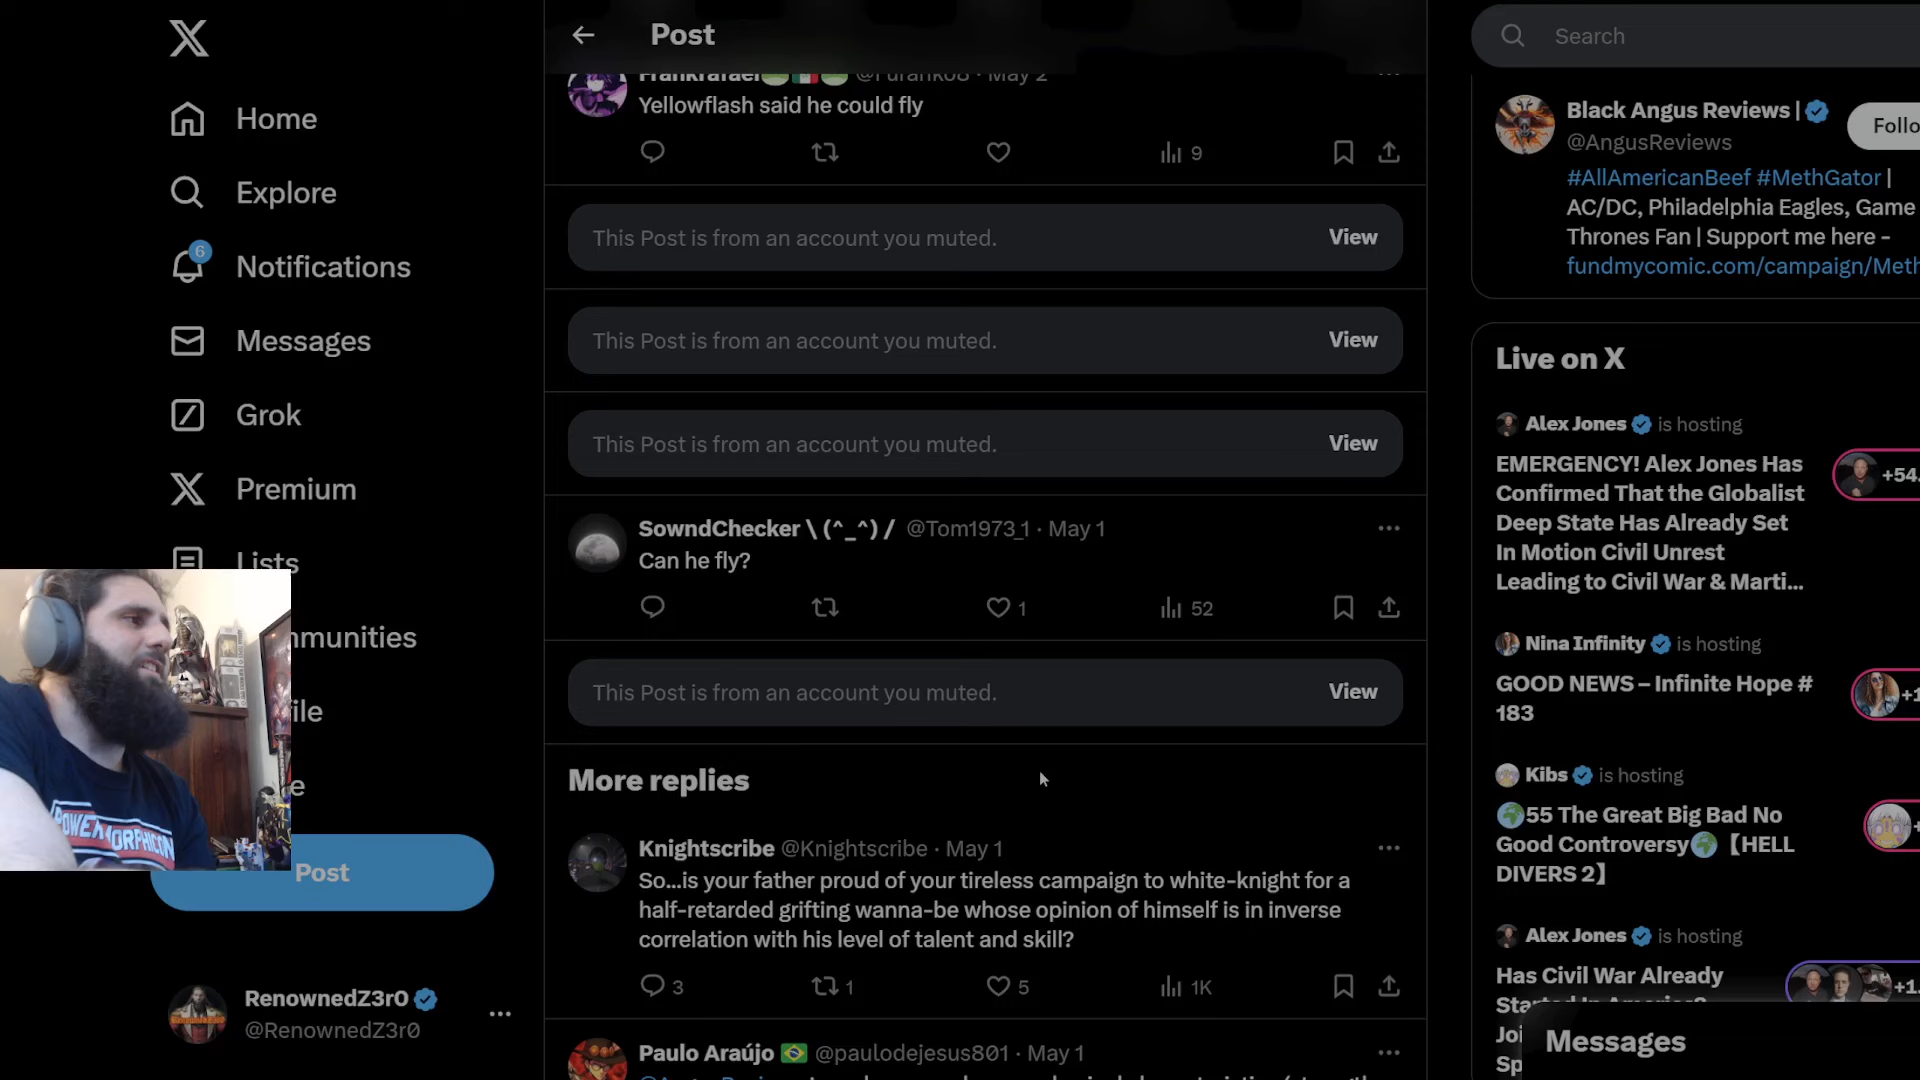 Post
Search
Home
Explore
6
Notifications
Messages
Grok
Premium
Lists
mmunities
file
e
Post
RenownedZ3r0
@RenownedZ3r0
Frankrafael @Furanko8 · May 2
Yellowflash said he could fly
9
This Post is from an account you muted. View
This Post is from an account you muted. View
This Post is from an account you muted. View
SowndChecker \ (^_^) / @Tom1973_1 · May 1
Can he fly?
1 52
This Post is from an account you muted. View
More replies
Knightscribe @Knightscribe · May 1
So...is your father proud of your tireless campaign to white-knight for a
half-retarded grifting wanna-be whose opinion of himself is in inverse
correlation with his level of talent and skill?
3 1 5 1K
Paulo Araújo @paulodejesus801 · May 1
Black Angus Reviews |
@AngusReviews
Follo
#AllAmericanBeef #MethGator |
AC/DC, Philadelphia Eagles, Game
Thrones Fan | Support me here -
fundmycomic.com/campaign/Meth
Live on X
Alex Jones is hosting
EMERGENCY! Alex Jones Has
Confirmed That the Globalist
Deep State Has Already Set
In Motion Civil Unrest
Leading to Civil War & Marti...
+54.
Nina Infinity is hosting
GOOD NEWS – Infinite Hope #
183
+1
Kibs is hosting
55 The Great Big Bad No
Good Controversy【HELL
DIVERS 2】
+
Alex Jones is hosting
Has Civil War Already
Started In America?
+1.
Joi
Sp
Messages
POWER MORPHICON